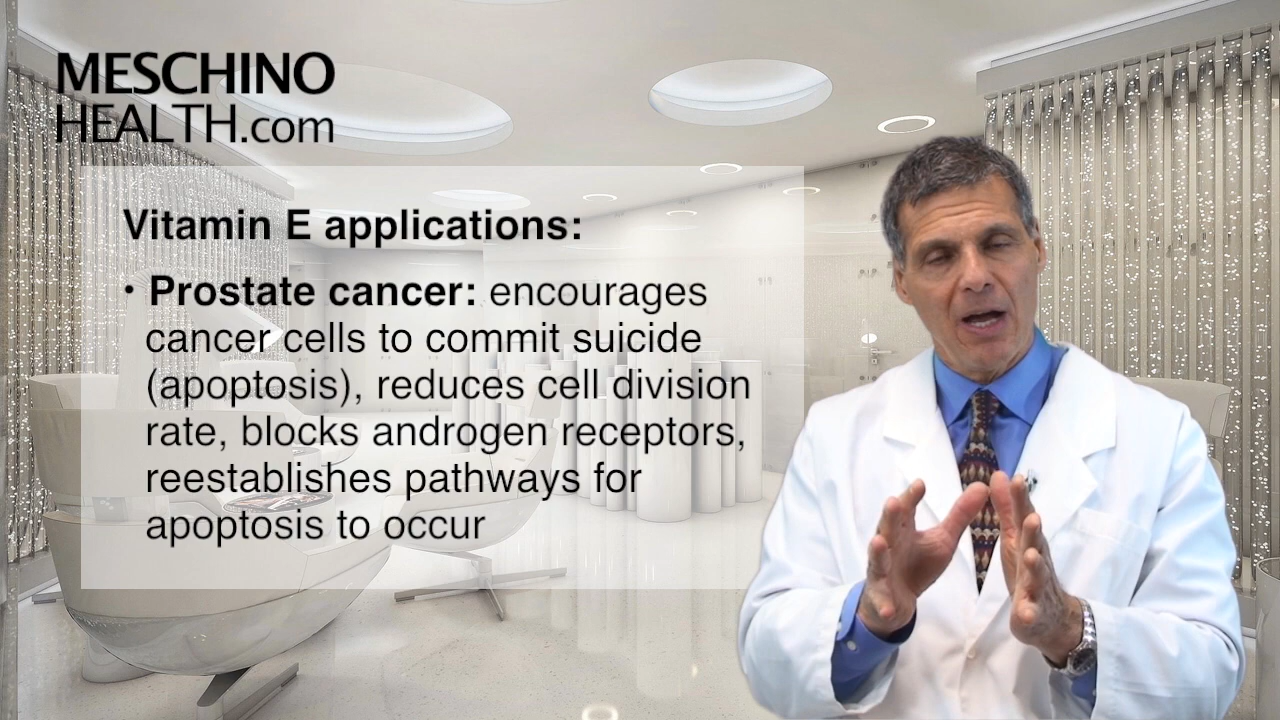 MESCHINO
HEALTH.com
Vitamin E applications:
• Prostate cancer: encourages
cancer cells to commit suicide
(apoptosis), reduces cell division
rate, blocks androgen receptors,
reestablishes pathways for
apoptosis to occur